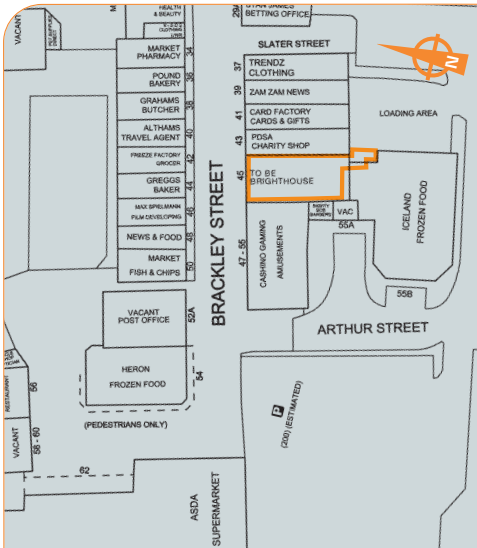 VACANT
HEALTH
& BEAUTY
34
MARKET
PHARMACY
36
POUND
BAKERY
38
GRAHAMS
BUTCHER
40
ALTHAMS
TRAVEL AGENT
42
FREEZE FACTORY
GROCER
44
GREGGS
BAKER
46
MAX SPIELMANN
FILM DEVELOPING
48
NEWS & FOOD
50
MARKET
FISH & CHIPS
52A
VACANT
POST OFFICE
54
HERON
FROZEN FOOD
(PEDESTRIANS ONLY)
RESTAURANT
56
VACANT
58 - 60
62
ASDA
SUPERMARKET
BRACKLEY STREET
29A
STAN JAMES
BETTING OFFICE
SLATER STREET
37
TRENDZ
CLOTHING
39
ZAM ZAM NEWS
41
CARD FACTORY
CARDS & GIFTS
43
PDSA
CHARITY SHOP
45
TO BE
BRIGHTHOUSE
47 - 55
CASHINO GAMING
AMUSEMENTS
VAC
55A
LOADING AREA
ICELAND
FROZEN FOOD
55B
ARTHUR STREET
P
(200) (ESTIMATED)
N